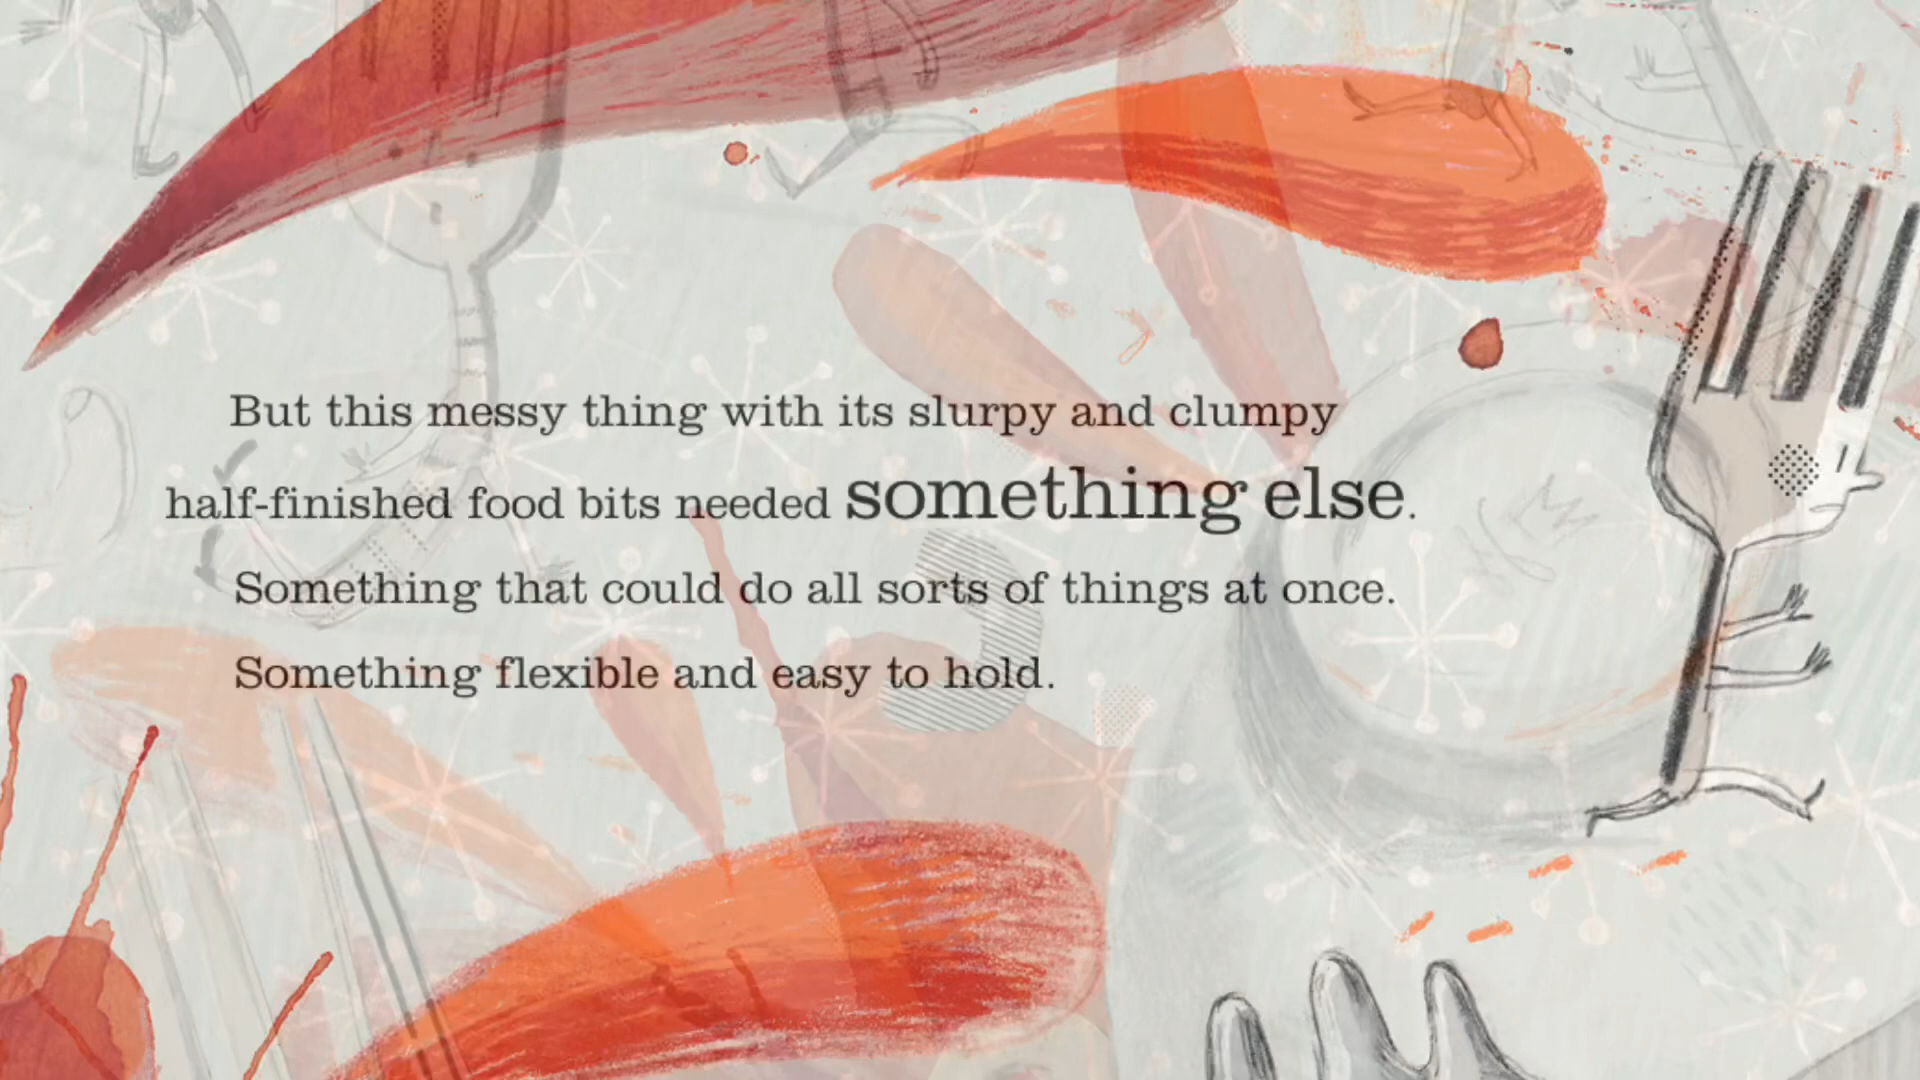 But this messy thing with its slurpy and clumpy
half-finished food bits needed something else.
Something that could do all sorts of things at once.
Something flexible and easy to hold.